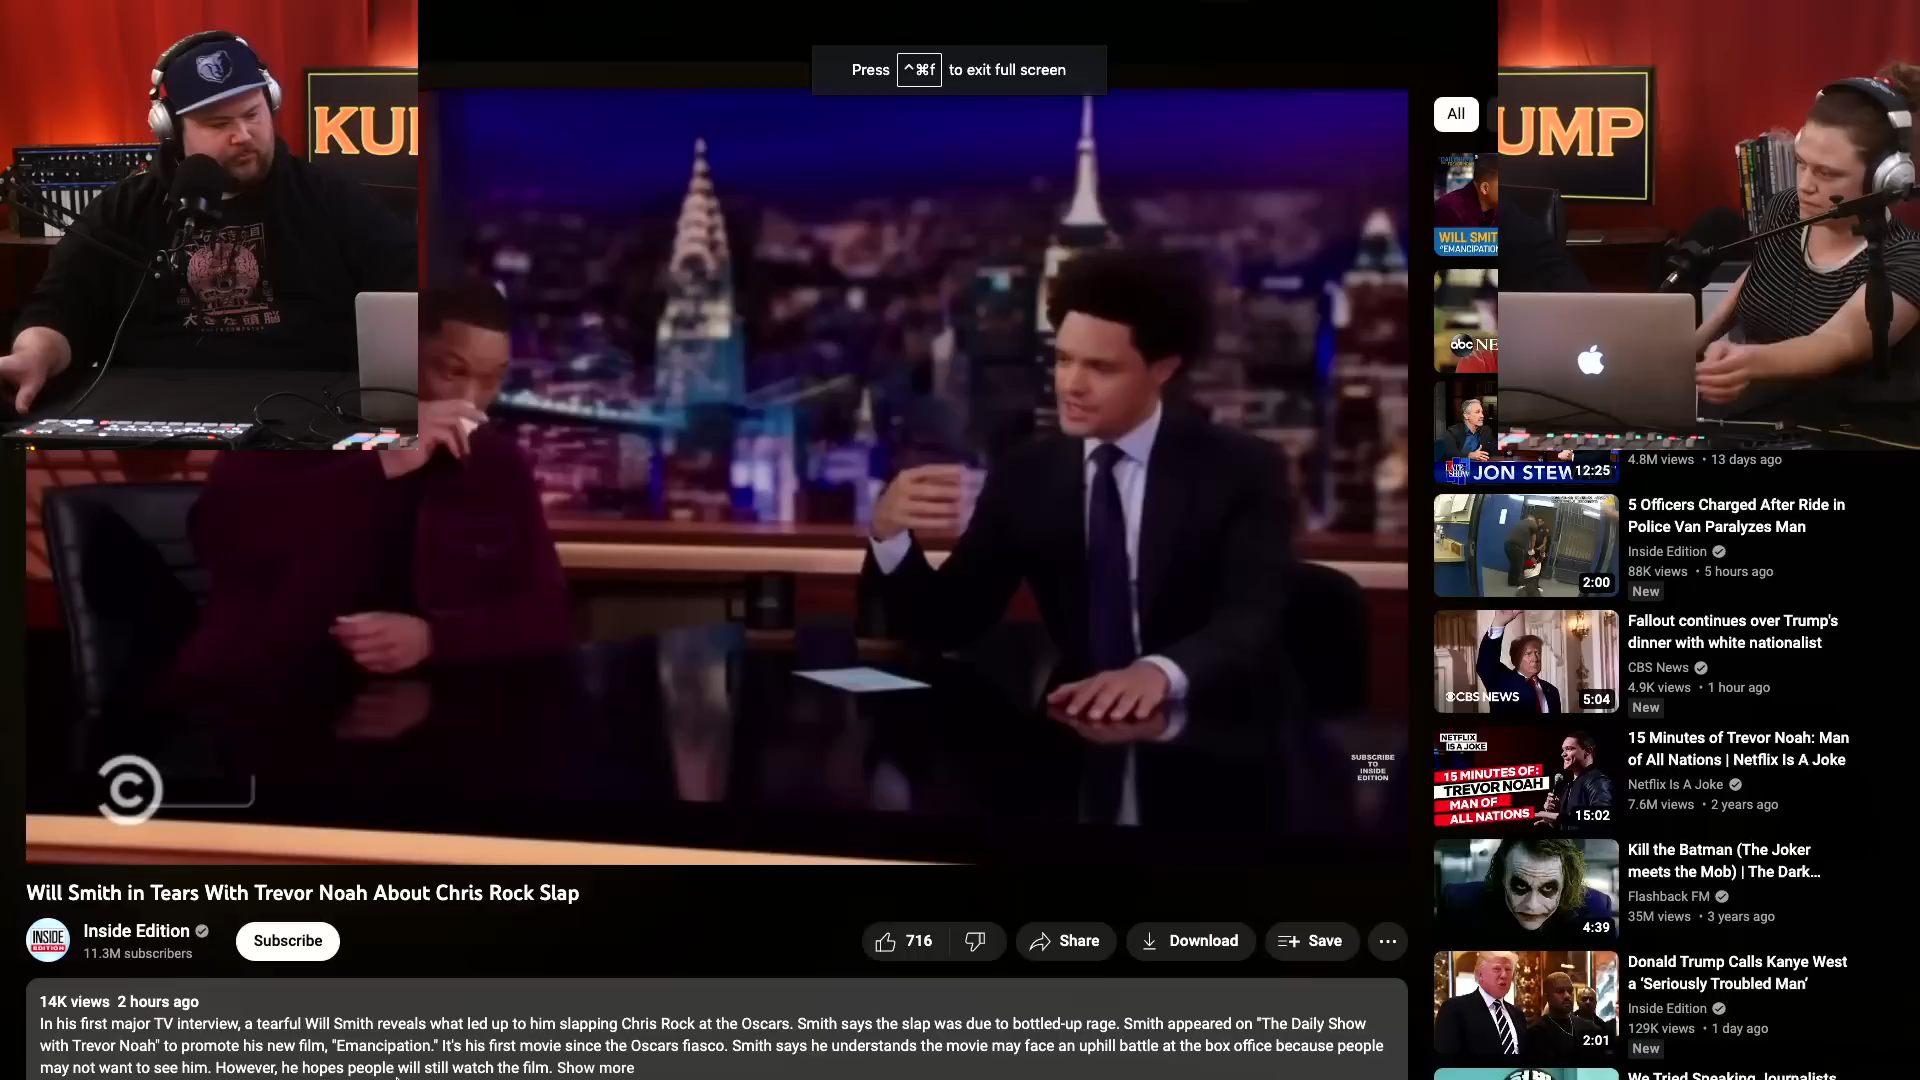 KU
Press ^⌘f to exit full screen
All
UMP
大きな頭脳
WILL SMIT
"EMANCIPATION
abc NE
JON STEW
12:25
4.8M views • 13 days ago
5 Officers Charged After Ride in
Police Van Paralyzes Man
Inside Edition
88K views • 5 hours ago
New
2:00
Fallout continues over Trump's
dinner with white nationalist
CBS News
4.9K views • 1 hour ago
New
CBS NEWS
5:04
NETFLIX
IS A JOKE
15 MINUTES OF:
TREVOR NOAH
MAN OF
ALL NATIONS
15:02
15 Minutes of Trevor Noah: Man
of All Nations | Netflix Is A Joke
Netflix Is A Joke
7.6M views • 2 years ago
SUBSCRIBE
TO
INSIDE
EDITION
4:39
Kill the Batman (The Joker
meets the Mob) | The Dark...
Flashback FM
35M views • 3 years ago
Will Smith in Tears With Trevor Noah About Chris Rock Slap
INSIDE
EDITION
Inside Edition
11.3M subscribers
Subscribe
716
Share
Download
Save
2:01
Donald Trump Calls Kanye West
a ‘Seriously Troubled Man’
Inside Edition
129K views • 1 day ago
New
14K views 2 hours ago
In his first major TV interview, a tearful Will Smith reveals what led up to him slapping Chris Rock at the Oscars. Smith says the slap was due to bottled-up rage. Smith appeared on "The Daily Show
with Trevor Noah" to promote his new film, "Emancipation." It's his first movie since the Oscars fiasco. Smith says he understands the movie may face an uphill battle at the box office because people
may not want to see him. However, he hopes people will still watch the film. Show more
We Tried Speaking Journalists